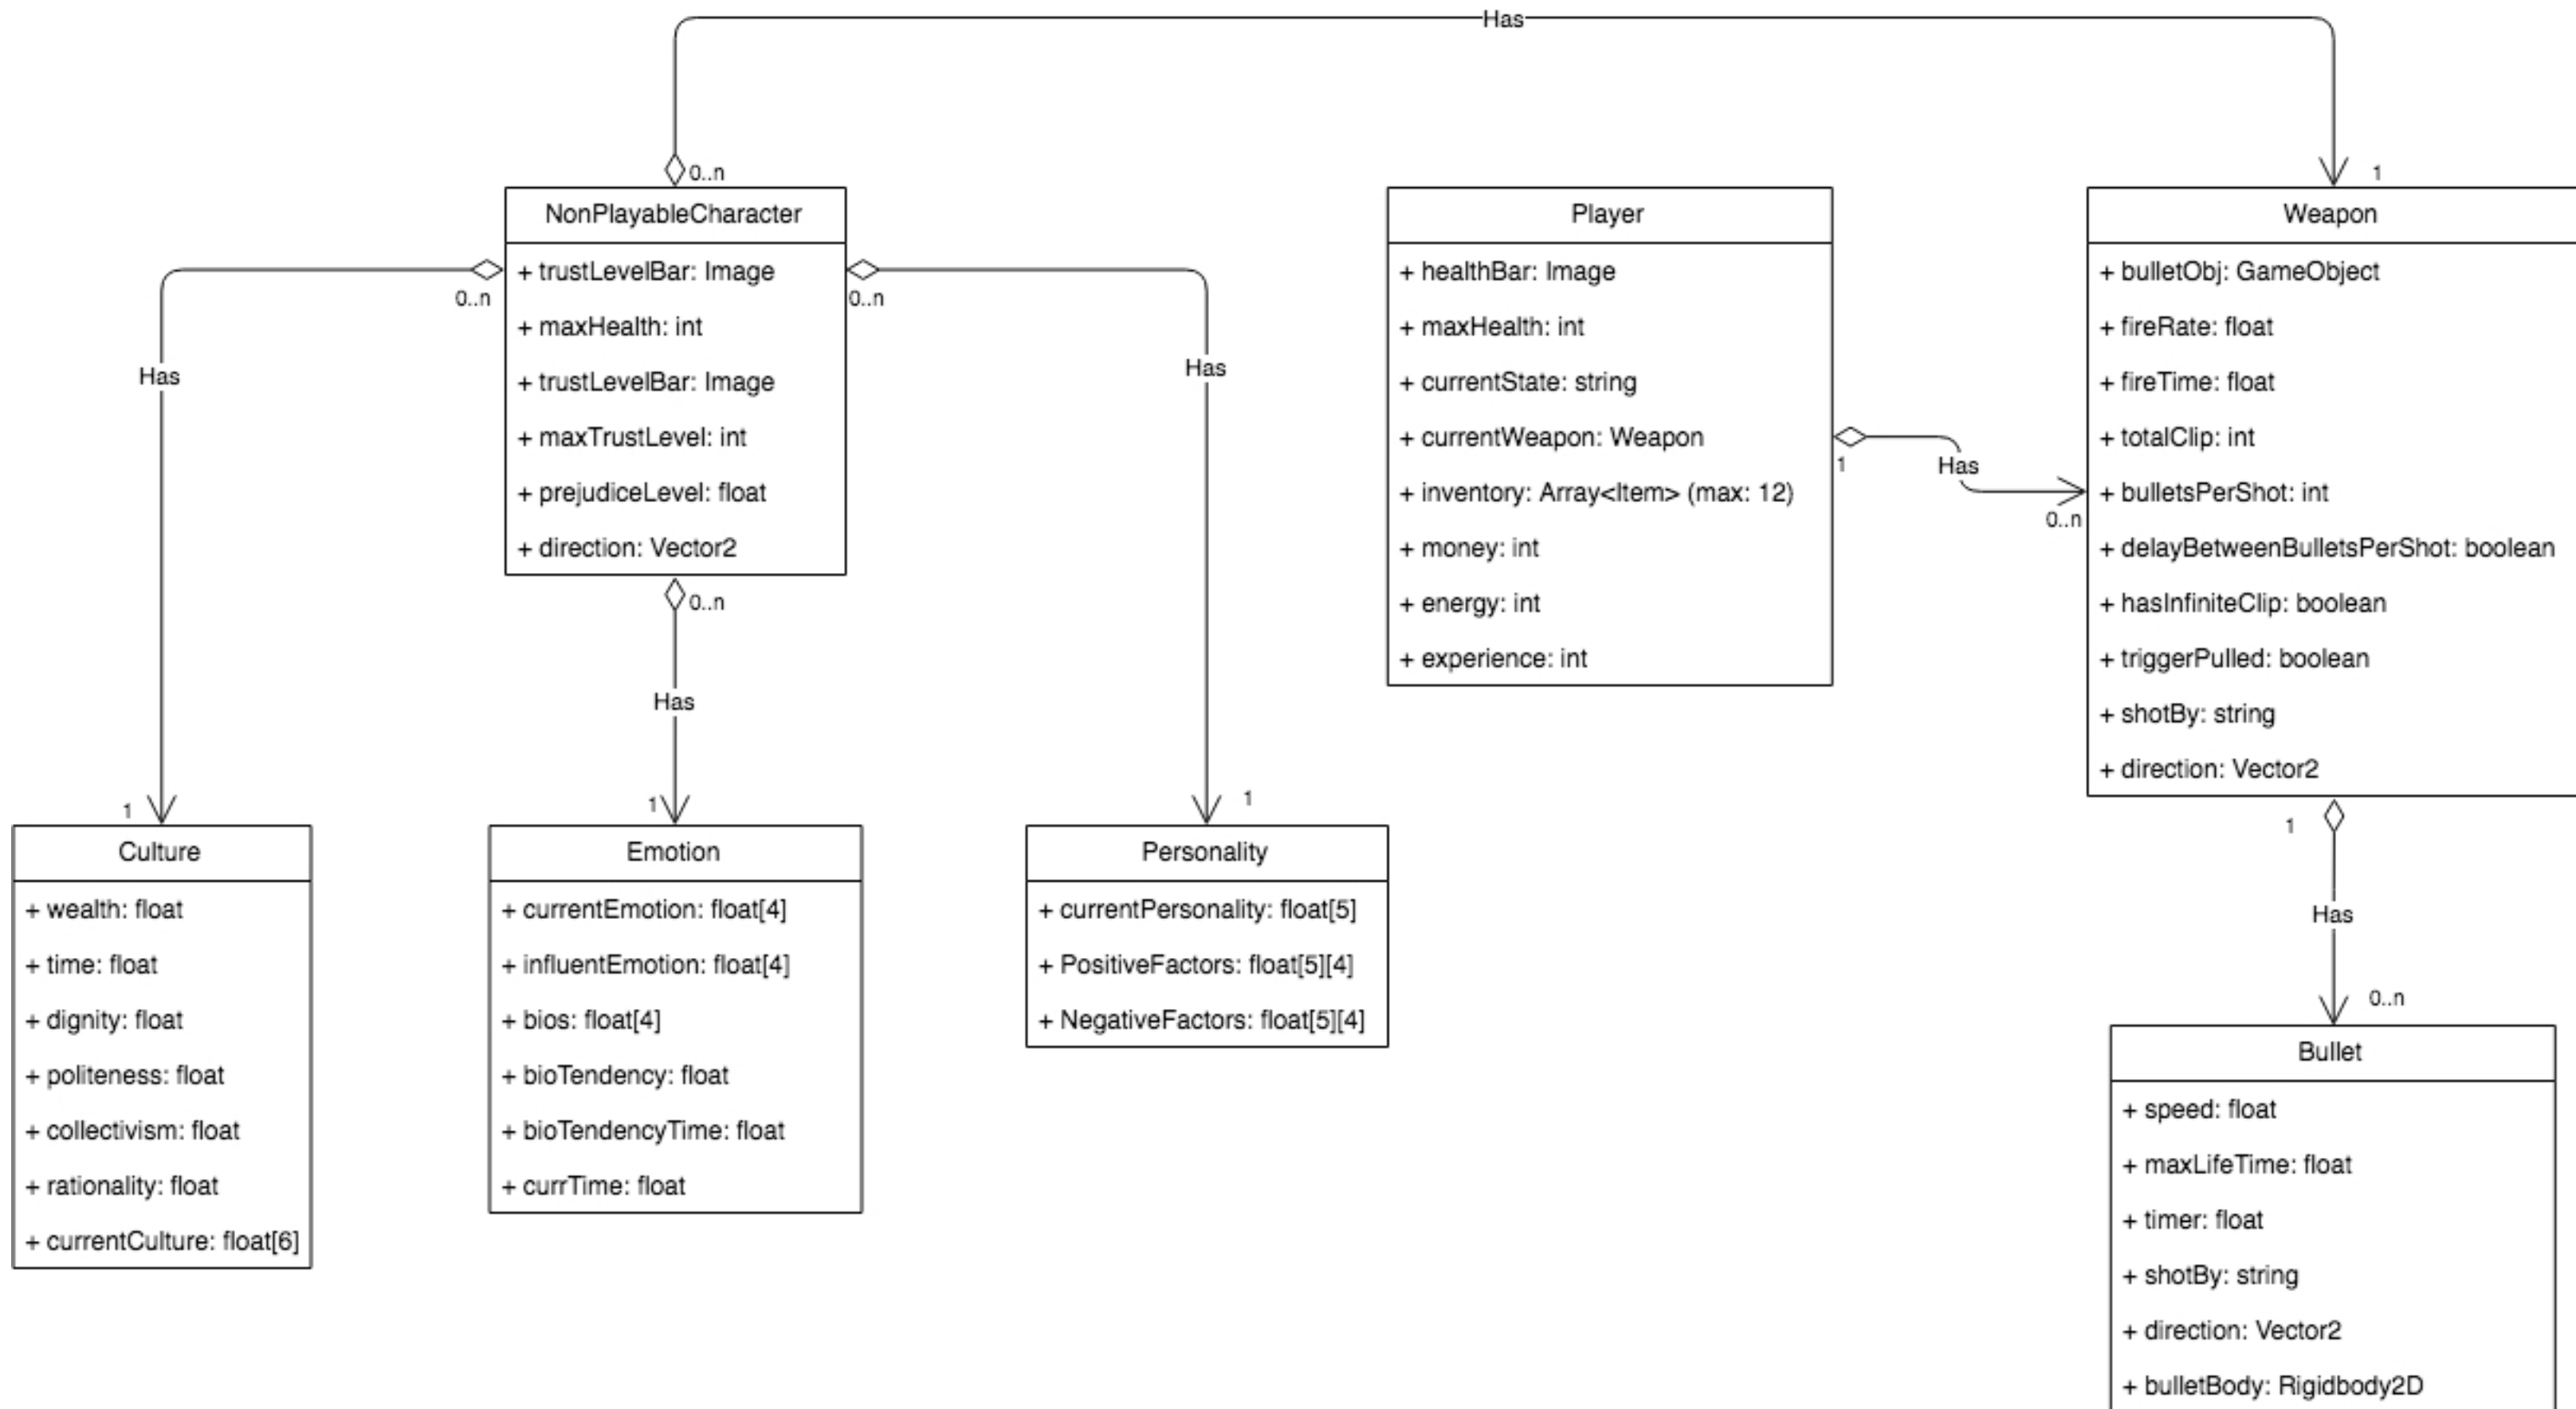 Has
0..n
1
NonPlayableCharacter
+ trustLevelBar: Image
+ maxHealth: int
+ trustLevelBar: Image
+ maxTrustLevel: int
+ prejudiceLevel: float
+ direction: Vector2
0..n
Has
0..n
Has
0..n
Has
Player
+ healthBar: Image
+ maxHealth: int
+ currentState: string
+ currentWeapon: Weapon
+ inventory: Array<Item> (max: 12)
+ money: int
+ energy: int
+ experience: int
1
Has
0..n
Weapon
+ bulletObj: GameObject
+ fireRate: float
+ fireTime: float
+ totalClip: int
+ bulletsPerShot: int
+ delayBetweenBulletsPerShot: boolean
+ hasInfiniteClip: boolean
+ triggerPulled: boolean
+ shotBy: string
+ direction: Vector2
1
Culture
+ wealth: float
+ time: float
+ dignity: float
+ politeness: float
+ collectivism: float
+ rationality: float
+ currentCulture: float[6]
1
Emotion
+ currentEmotion: float[4]
+ influentEmotion: float[4]
+ bios: float[4]
+ bioTendency: float
+ bioTendencyTime: float
+ currTime: float
1
Personality
+ currentPersonality: float[5]
+ PositiveFactors: float[5][4]
+ NegativeFactors: float[5][4]
1
Has
0..n
Bullet
+ speed: float
+ maxLifeTime: float
+ timer: float
+ shotBy: string
+ direction: Vector2
+ bulletBody: Rigidbody2D